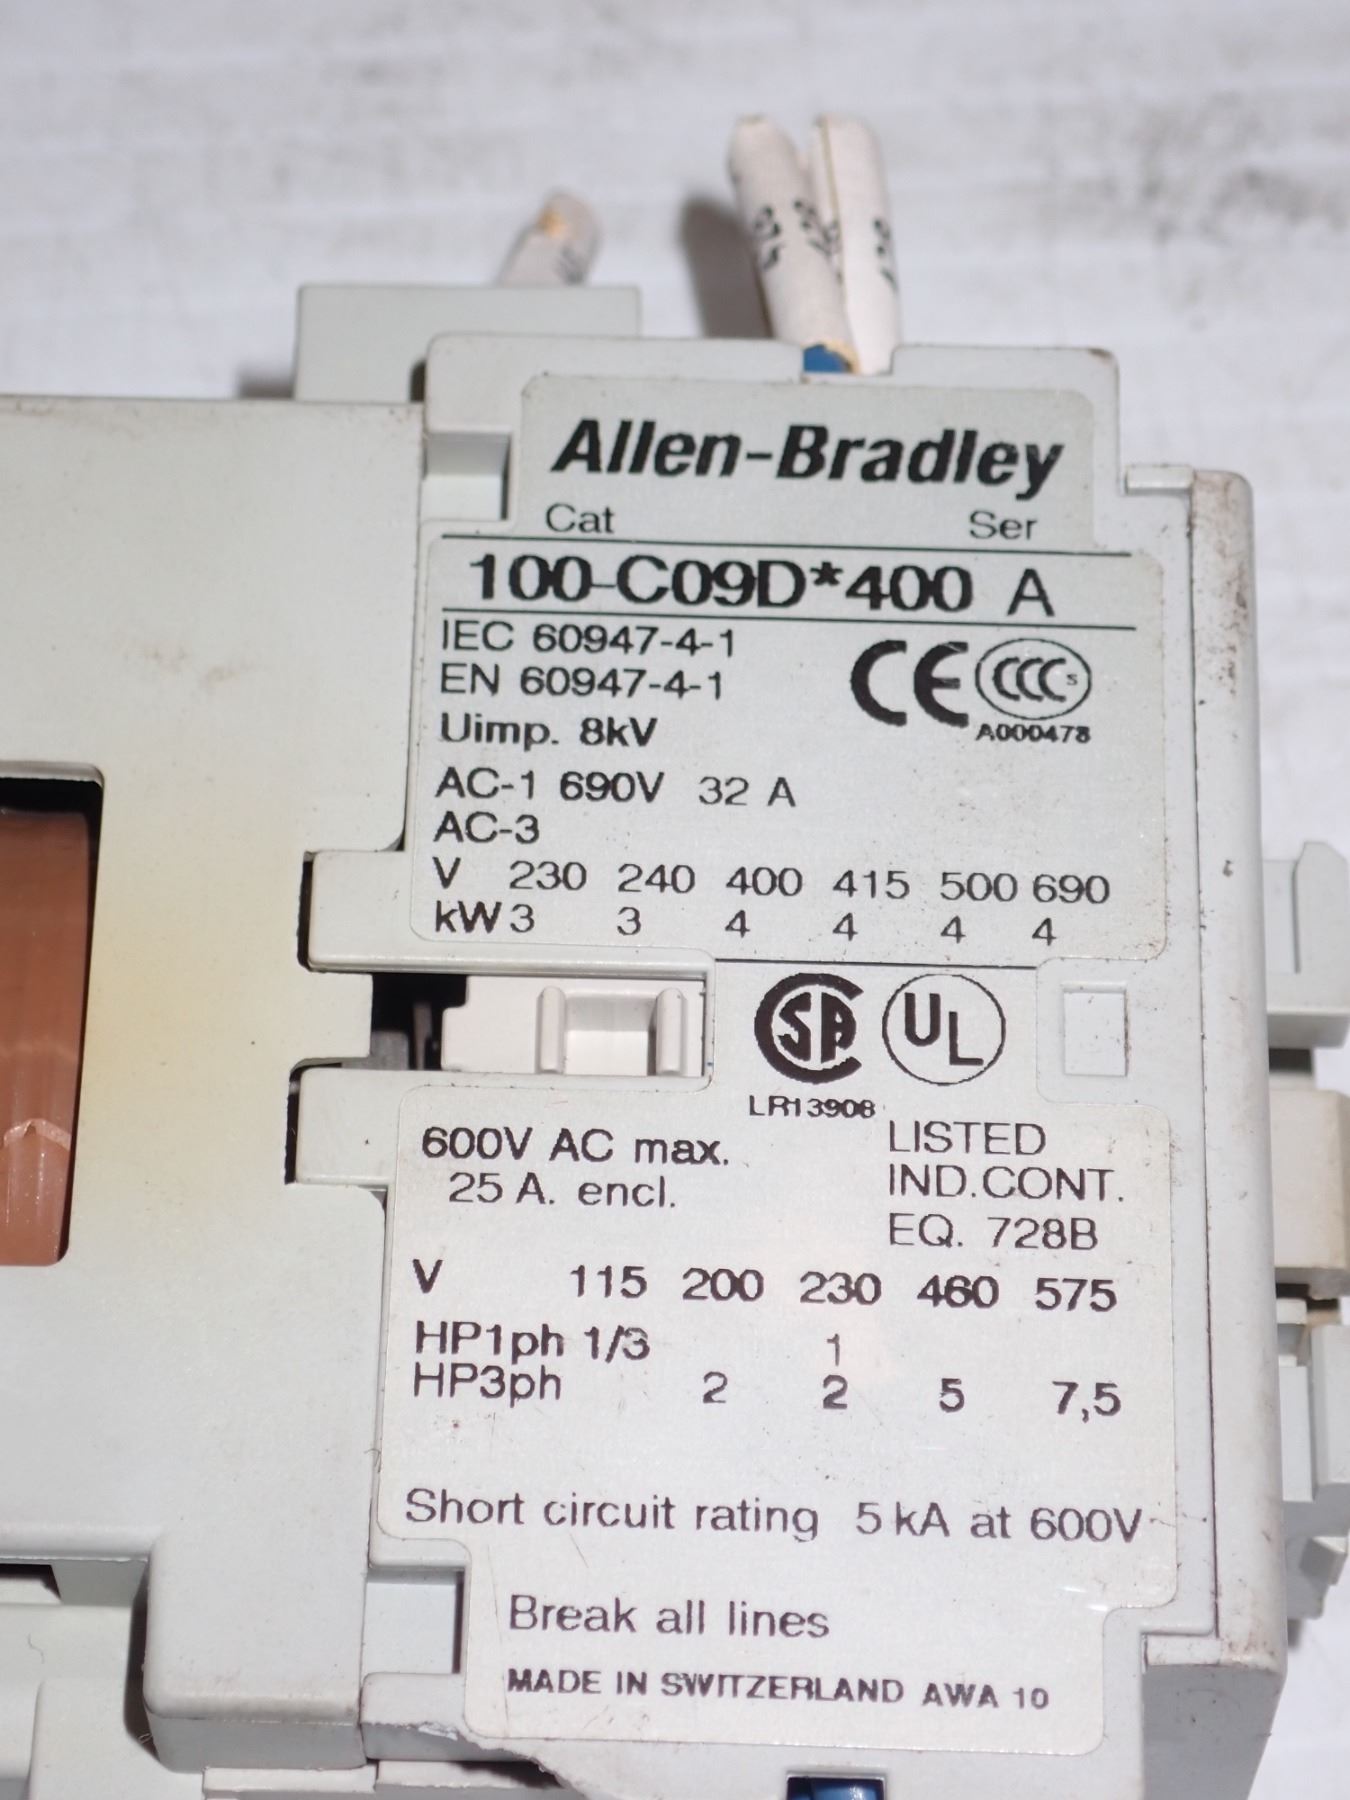 Allen-Bradley
Cat Ser
100-C09D*400 A
IEC 60947-4-1
EN 60947-4-1
Uimp. 8kV
CE CCC S
A000478
AC-1 690V 32 A
AC-3
V 230 240 400 415 500 690
kW 3 3 4 4 4 4
SA UL
LR13908
600V AC max.
25 A. encl.
LISTED
IND.CONT.
EQ. 728B
V 115 200 230 460 575
HP1ph 1/3 1
HP3ph 2 2 5 7,5
Short circuit rating 5 kA at 600V
Break all lines
MADE IN SWITZERLAND AWA 10